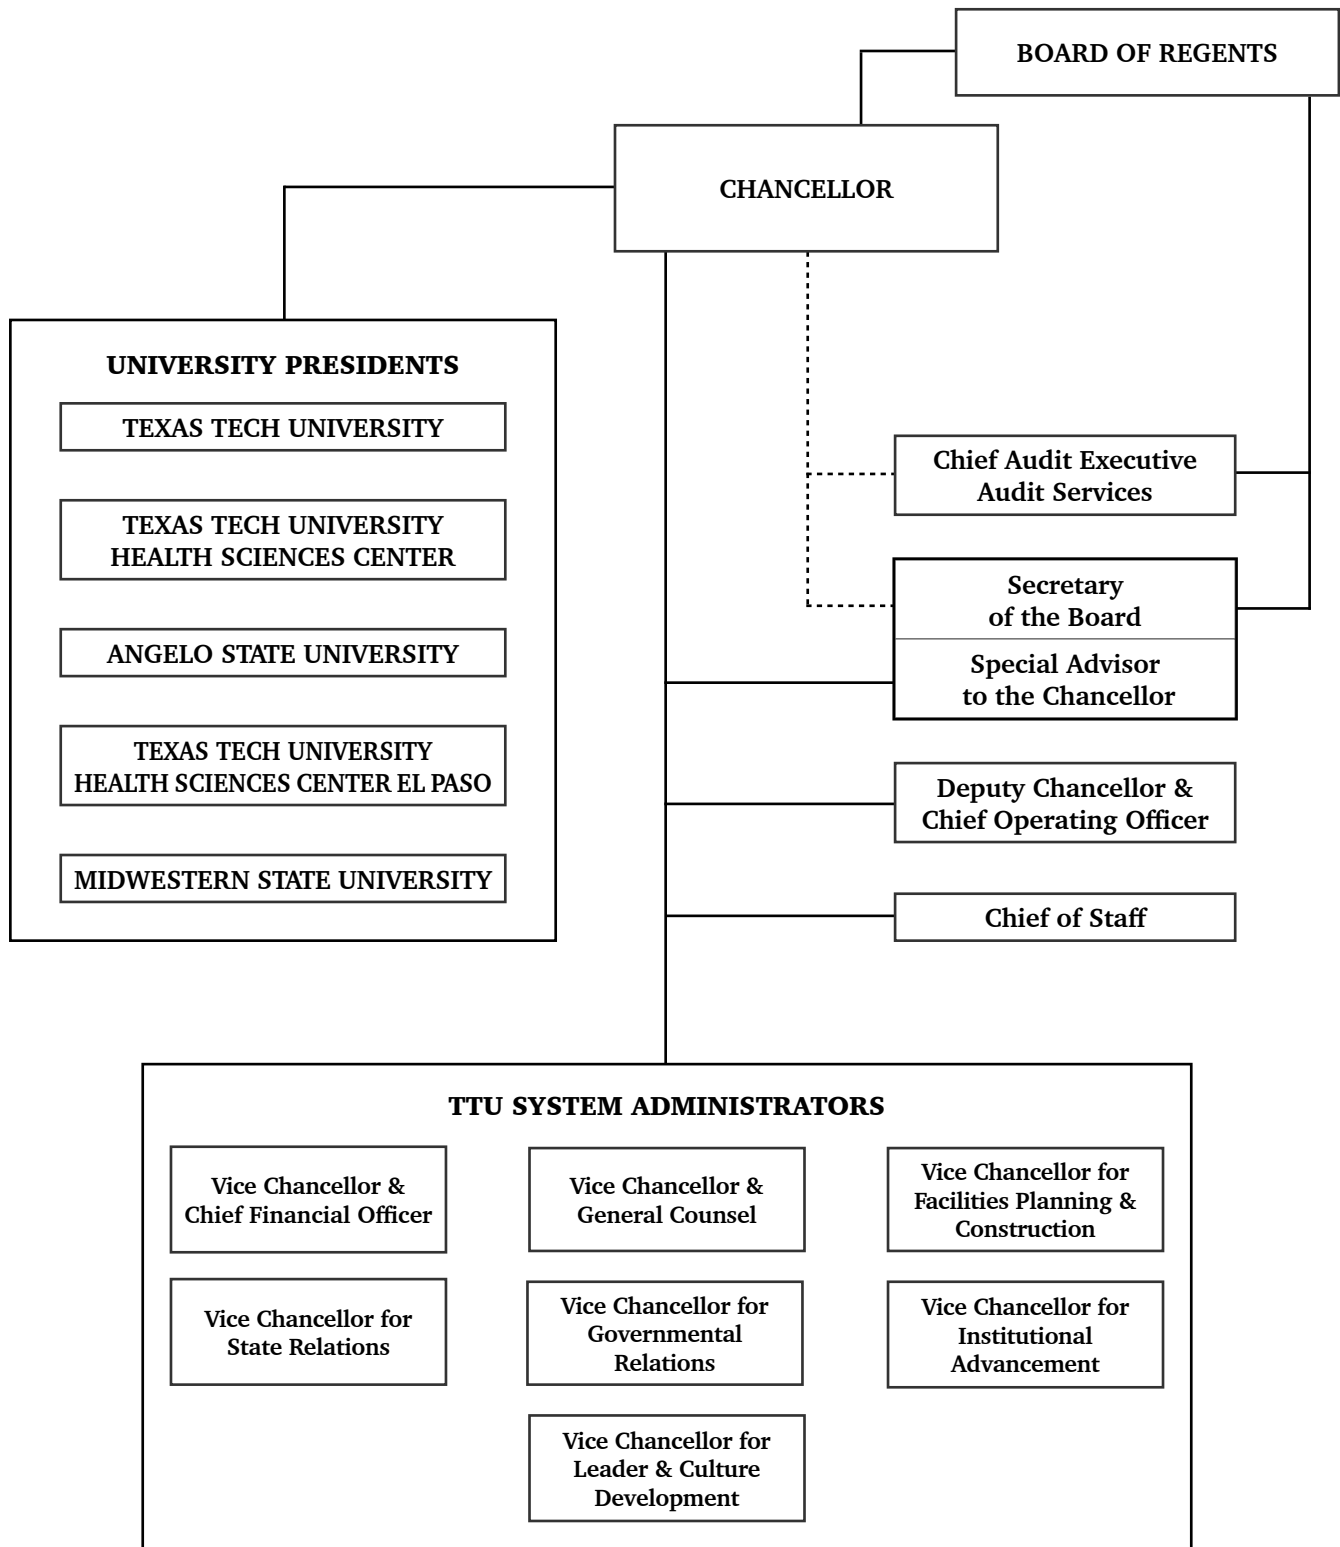 BOARD OF REGENTS
CHANCELLOR
UNIVERSITY PRESIDENTS
TEXAS TECH UNIVERSITY
TEXAS TECH UNIVERSITY
HEALTH SCIENCES CENTER
ANGELO STATE UNIVERSITY
TEXAS TECH UNIVERSITY
HEALTH SCIENCES CENTER EL PASO
MIDWESTERN STATE UNIVERSITY
Chief Audit Executive
Audit Services
Secretary
of the Board
Special Advisor
to the Chancellor
Deputy Chancellor &
Chief Operating Officer
Chief of Staff
TTU SYSTEM ADMINISTRATORS
Vice Chancellor &
Chief Financial Officer
Vice Chancellor &
General Counsel
Vice Chancellor for
Facilities Planning &
Construction
Vice Chancellor for
State Relations
Vice Chancellor for
Governmental
Relations
Vice Chancellor for
Institutional
Advancement
Vice Chancellor for
Leader & Culture
Development